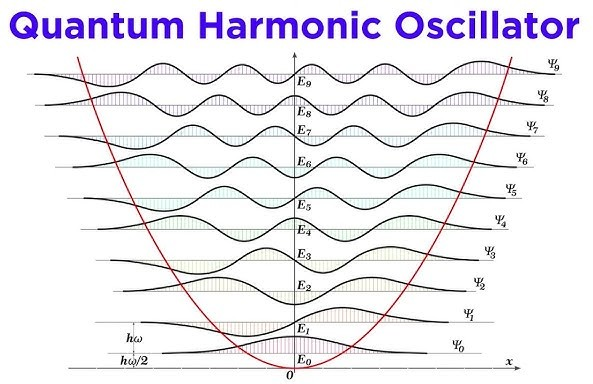 Quantum Harmonic Oscillator
E₉ Ψ₉
E₈ Ψ₈
E₇ Ψ₇
E₆ Ψ₆
E₅ Ψ₅
E₄ Ψ₄
E₃ Ψ₃
E₂ Ψ₂
E₁ Ψ₁
ħω
ħω/2 E₀ Ψ₀
0 x